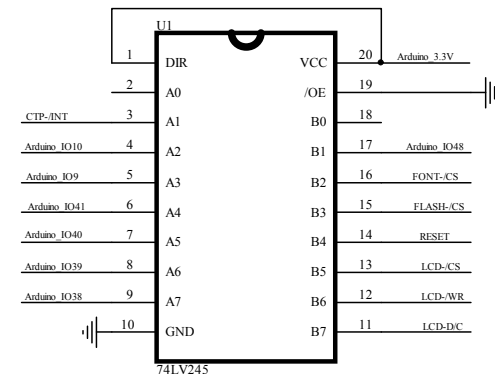 U1
1 DIR VCC 20 Arduino_3.3V
2 A0 /OE 19
CTP-/INT 3 A1 B0 18
Arduino_IO10 4 A2 B1 17 Arduino_IO48
Arduino_IO9 5 A3 B2 16 FONT-/CS
Arduino_IO41 6 A4 B3 15 FLASH-/CS
Arduino_IO40 7 A5 B4 14 RESET
Arduino_IO39 8 A6 B5 13 LCD-/CS
Arduino_IO38 9 A7 B6 12 LCD-/WR
10 GND B7 11 LCD-D/C
74LV245